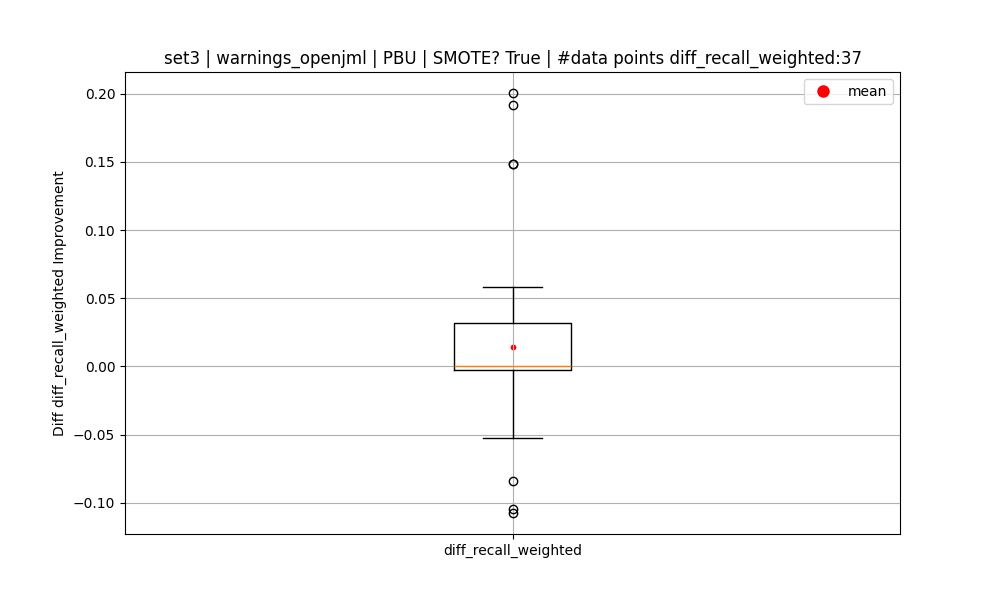 set3 | warnings_openjml | PBU | SMOTE? True | #data points diff_recall_weighted:37
mean
0.20
0.15
0.10
0.05
0.00
−0.05
−0.10
Diff diff_recall_weighted Improvement
diff_recall_weighted